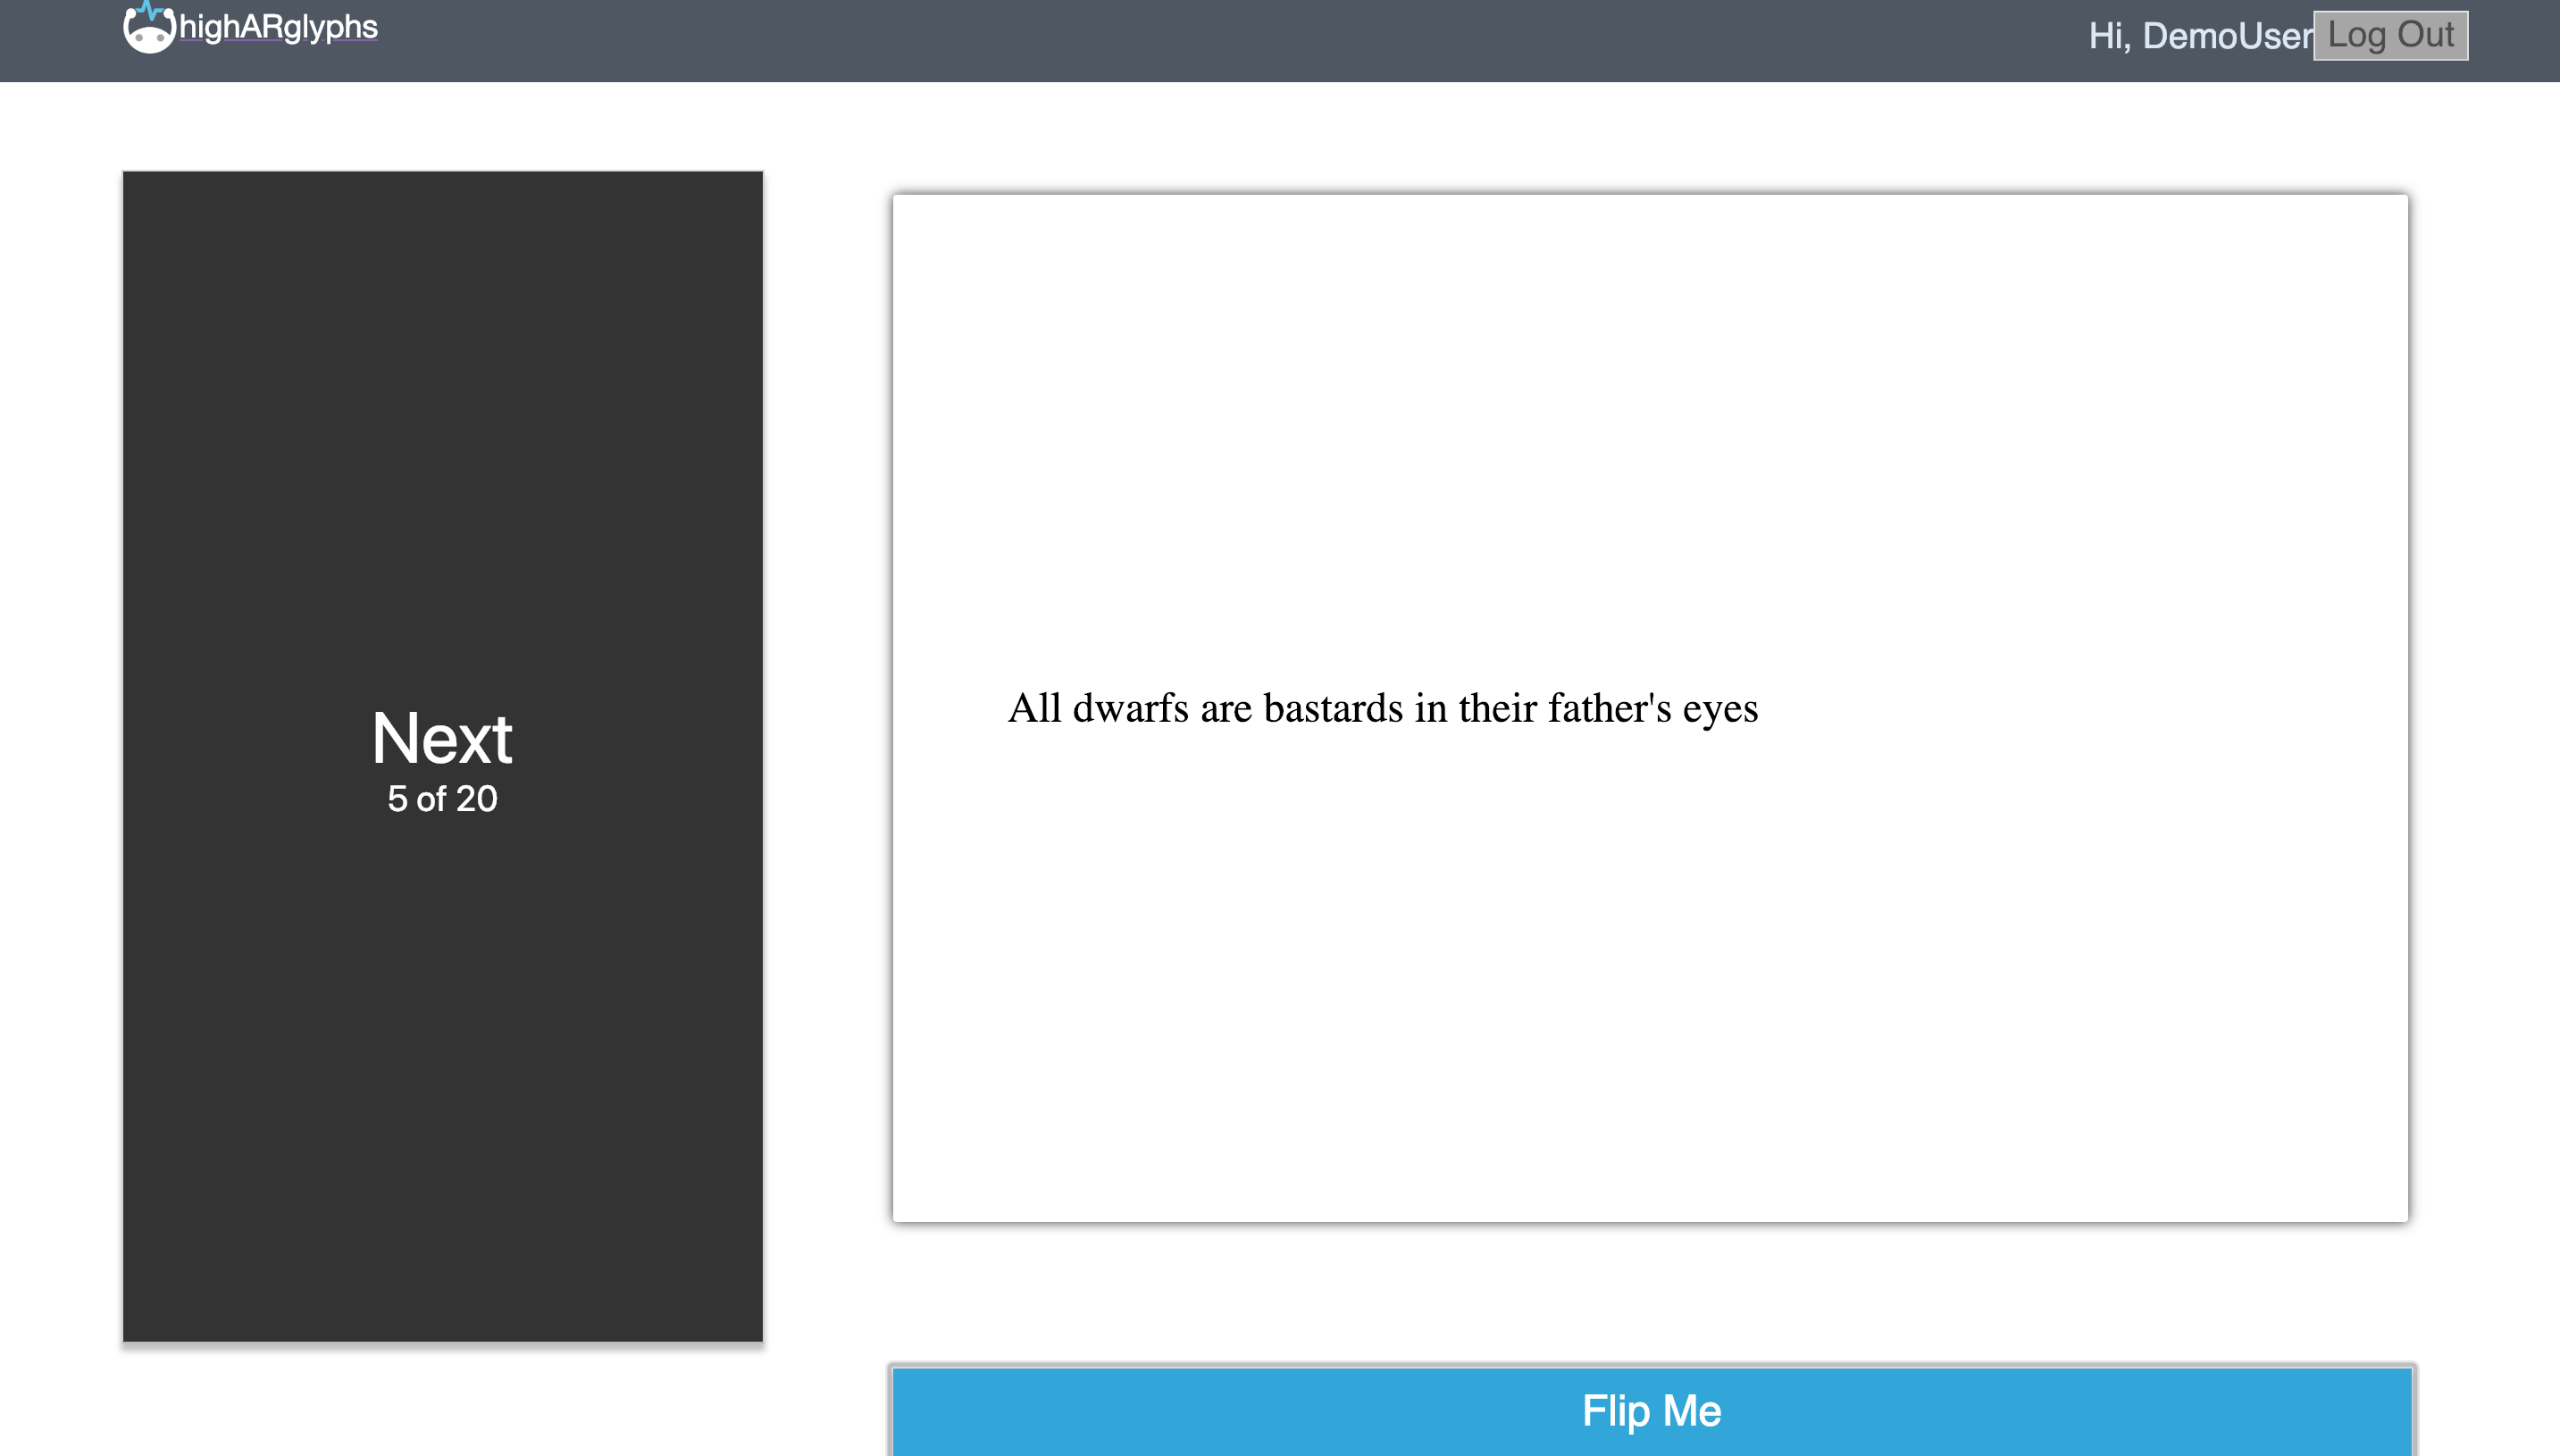 highARglyphs
Hi, DemoUser Log Out
Next
5 of 20
All dwarfs are bastards in their father's eyes
Flip Me